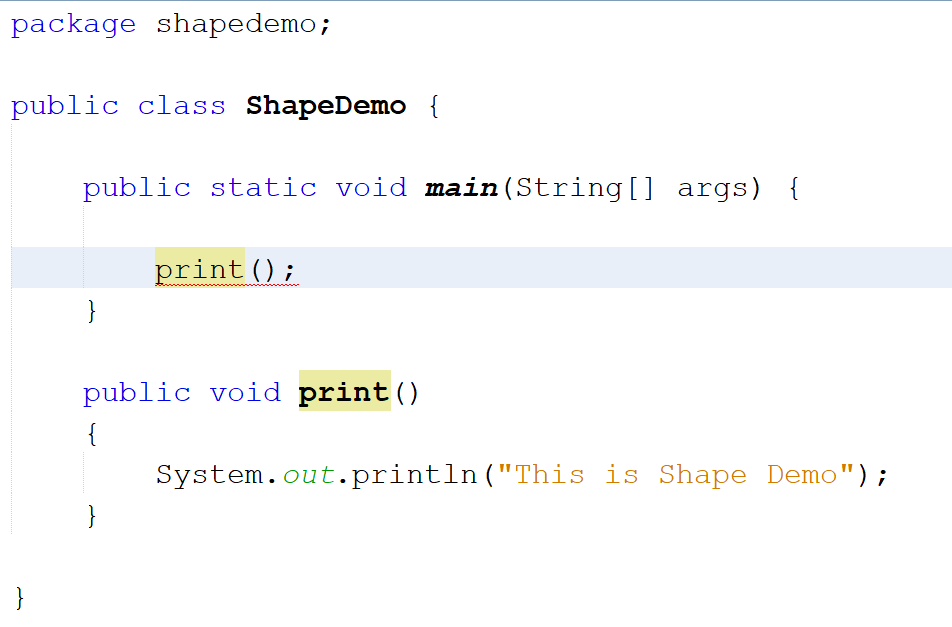 package shapedemo;
public class ShapeDemo {
public static void main(String[] args) {
print();
}
public void print()
{
System.out.println("This is Shape Demo");
}
}